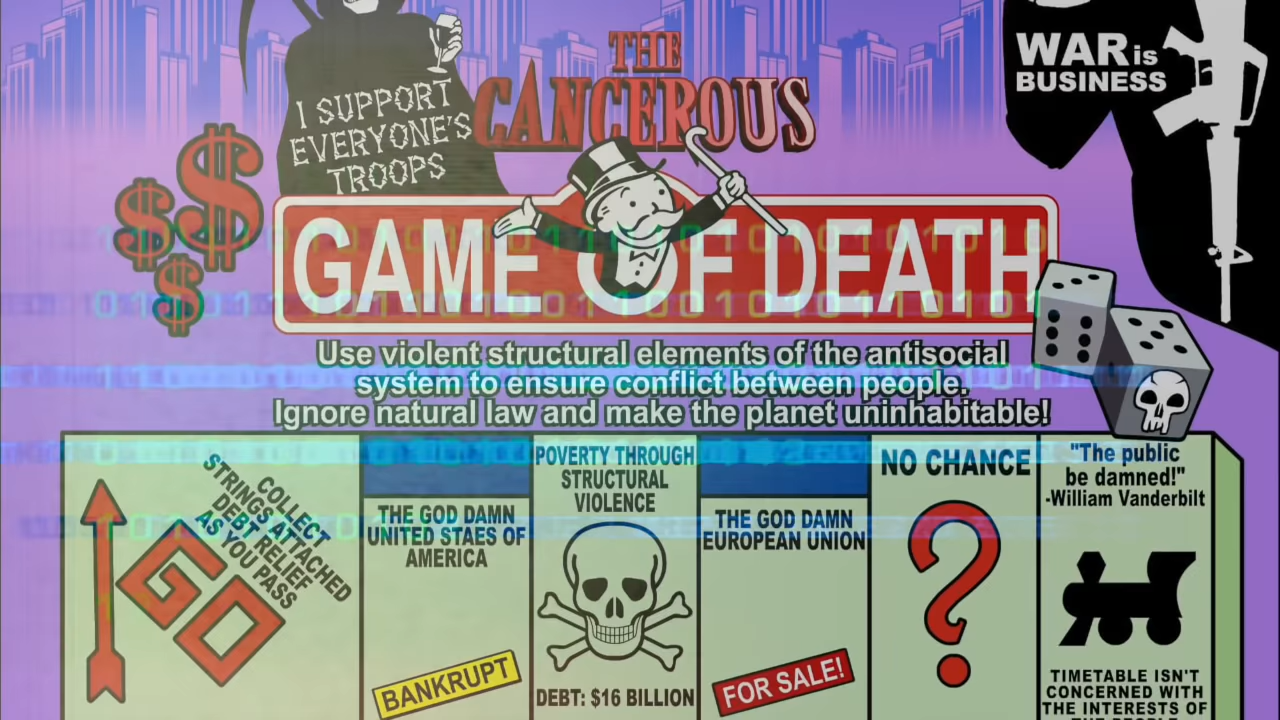 I SUPPORT
EVERYONE'S
TROOPS
THE
CANCEROUS
WAR is
BUSINESS
GAME OF DEATH
Use violent structural elements of the antisocial
system to ensure conflict between people.
Ignore natural law and make the planet uninhabitable!
COLLECT
STRINGS ATTACHED
DEBT RELIEF
AS YOU PASS
GO
THE GOD DAMN
UNITED STAES OF
AMERICA
BANKRUPT
POVERTY THROUGH
STRUCTURAL
VIOLENCE
DEBT: $16 BILLION
THE GOD DAMN
EUROPEAN UNION
FOR SALE!
NO CHANCE
?
"The public
be damned!"
-William Vanderbilt
TIMETABLE ISN'T
CONCERNED WITH
THE INTERESTS OF